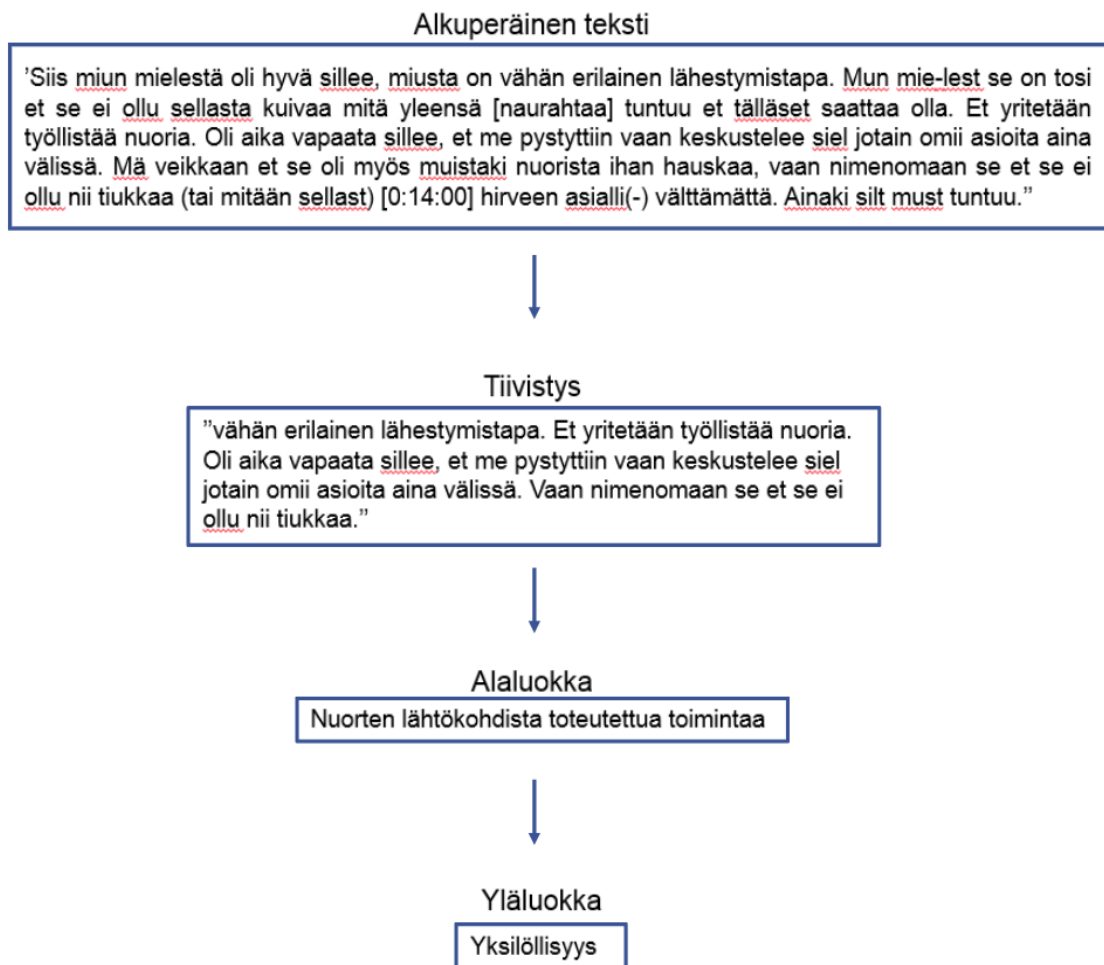 Alkuperäinen teksti
’Siis miun mielestä oli hyvä sillee, miusta on vähän erilainen lähestymistapa. Mun mie-lest se on tosi
et se ei ollu sellasta kuivaa mitä yleensä [naurahtaa] tuntuu et tälläset saattaa olla. Et yritetään
työllistää nuoria. Oli aika vapaata sillee, et me pystyttiin vaan keskustelee siel jotain omii asioita aina
välissä. Mä veikkaan et se oli myös muistaki nuorista ihan hauskaa, vaan nimenomaan se et se ei
ollu nii tiukkaa (tai mitään sellast) [0:14:00] hirveen asialli(-) välttämättä. Ainaki silt must tuntuu.”
Tiivistys
”vähän erilainen lähestymistapa. Et yritetään työllistää nuoria.
Oli aika vapaata sillee, et me pystyttiin vaan keskustelee siel
jotain omii asioita aina välissä. Vaan nimenomaan se et se ei
ollu nii tiukkaa.”
Alaluokka
Nuorten lähtökohdista toteutettua toimintaa
Yläluokka
Yksilöllisyys